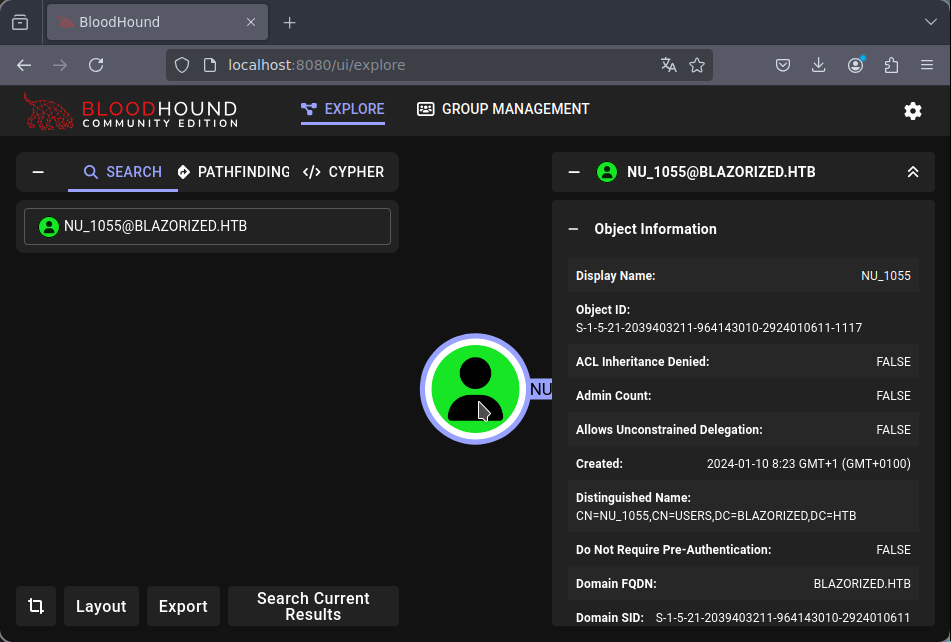 BloodHound
localhost:8080/ui/explore
BLOODHOUND
COMMUNITY EDITION
EXPLORE
GROUP MANAGEMENT
SEARCH
PATHFINDING
CYPHER
NU_1055@BLAZORIZED.HTB
NU
Layout
Export
Search Current
Results
NU_1055@BLAZORIZED.HTB
Object Information
Display Name: NU_1055
Object ID:
S-1-5-21-2039403211-964143010-2924010611-1117
ACL Inheritance Denied: FALSE
Admin Count: FALSE
Allows Unconstrained Delegation: FALSE
Created: 2024-01-10 8:23 GMT+1 (GMT+0100)
Distinguished Name:
CN=NU_1055,CN=USERS,DC=BLAZORIZED,DC=HTB
Do Not Require Pre-Authentication: FALSE
Domain FQDN: BLAZORIZED.HTB
Domain SID: S-1-5-21-2039403211-964143010-2924010611